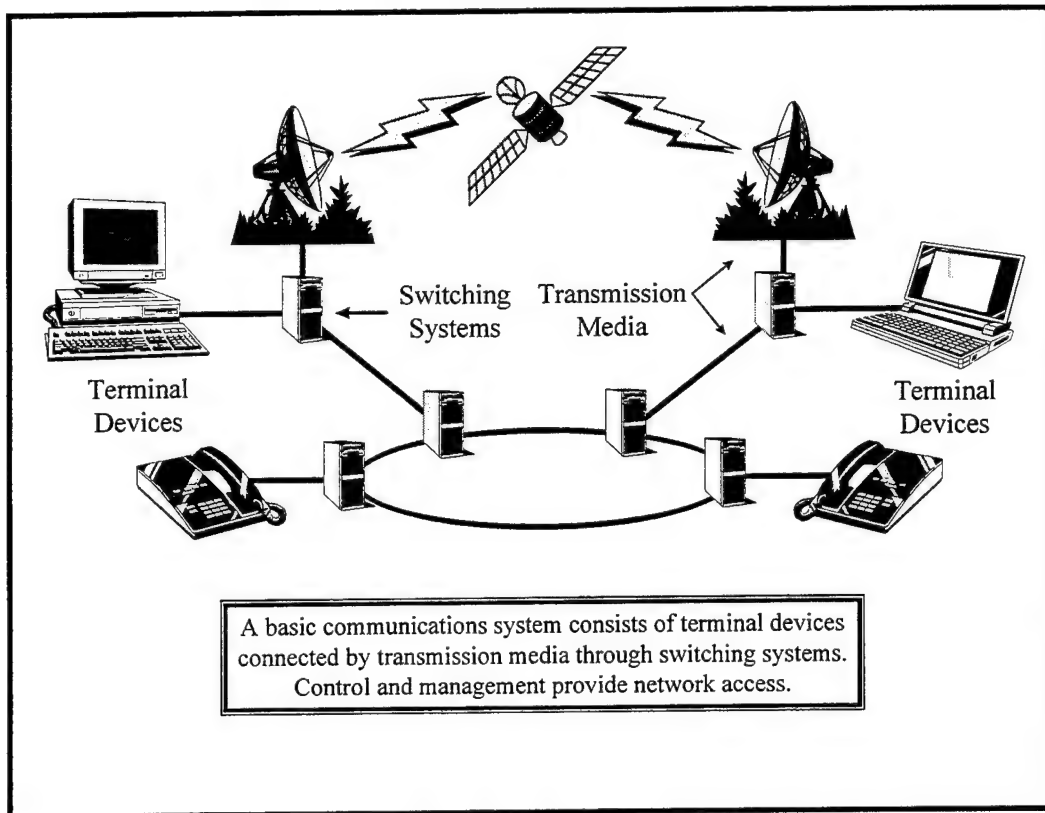 Switching
Systems
Transmission
Media
Terminal
Devices
Terminal
Devices
A basic communications system consists of terminal devices
connected by transmission media through switching systems.
Control and management provide network access.